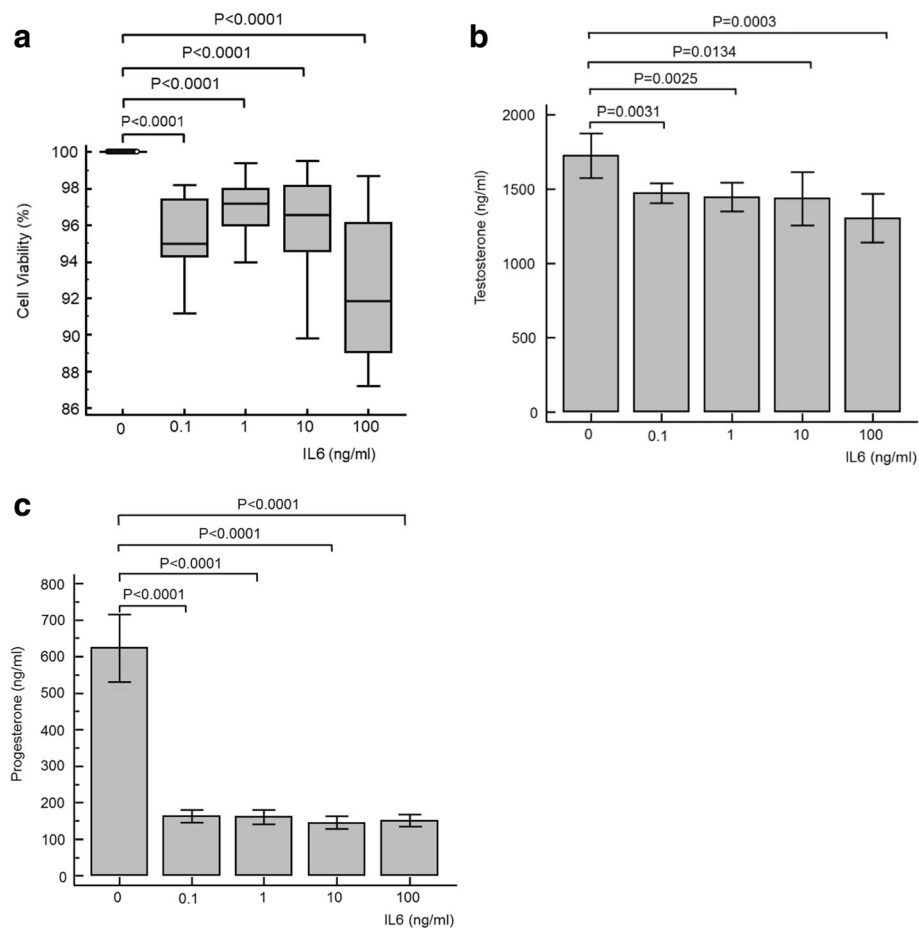 a
P<0.0001
P<0.0001
P<0.0001
P<0.0001
100
98
96
94
92
90
88
86
Cell Viability (%)
0 0.1 1 10 100
IL6 (ng/ml)
b
P=0.0003
P=0.0134
P=0.0025
P=0.0031
2000
1500
1000
500
0
Testosterone (ng/ml)
0 0.1 1 10 100
IL6 (ng/ml)
c
P<0.0001
P<0.0001
P<0.0001
P<0.0001
800
700
600
500
400
300
200
100
0
Progesterone (ng/ml)
0 0.1 1 10 100
IL6 (ng/ml)